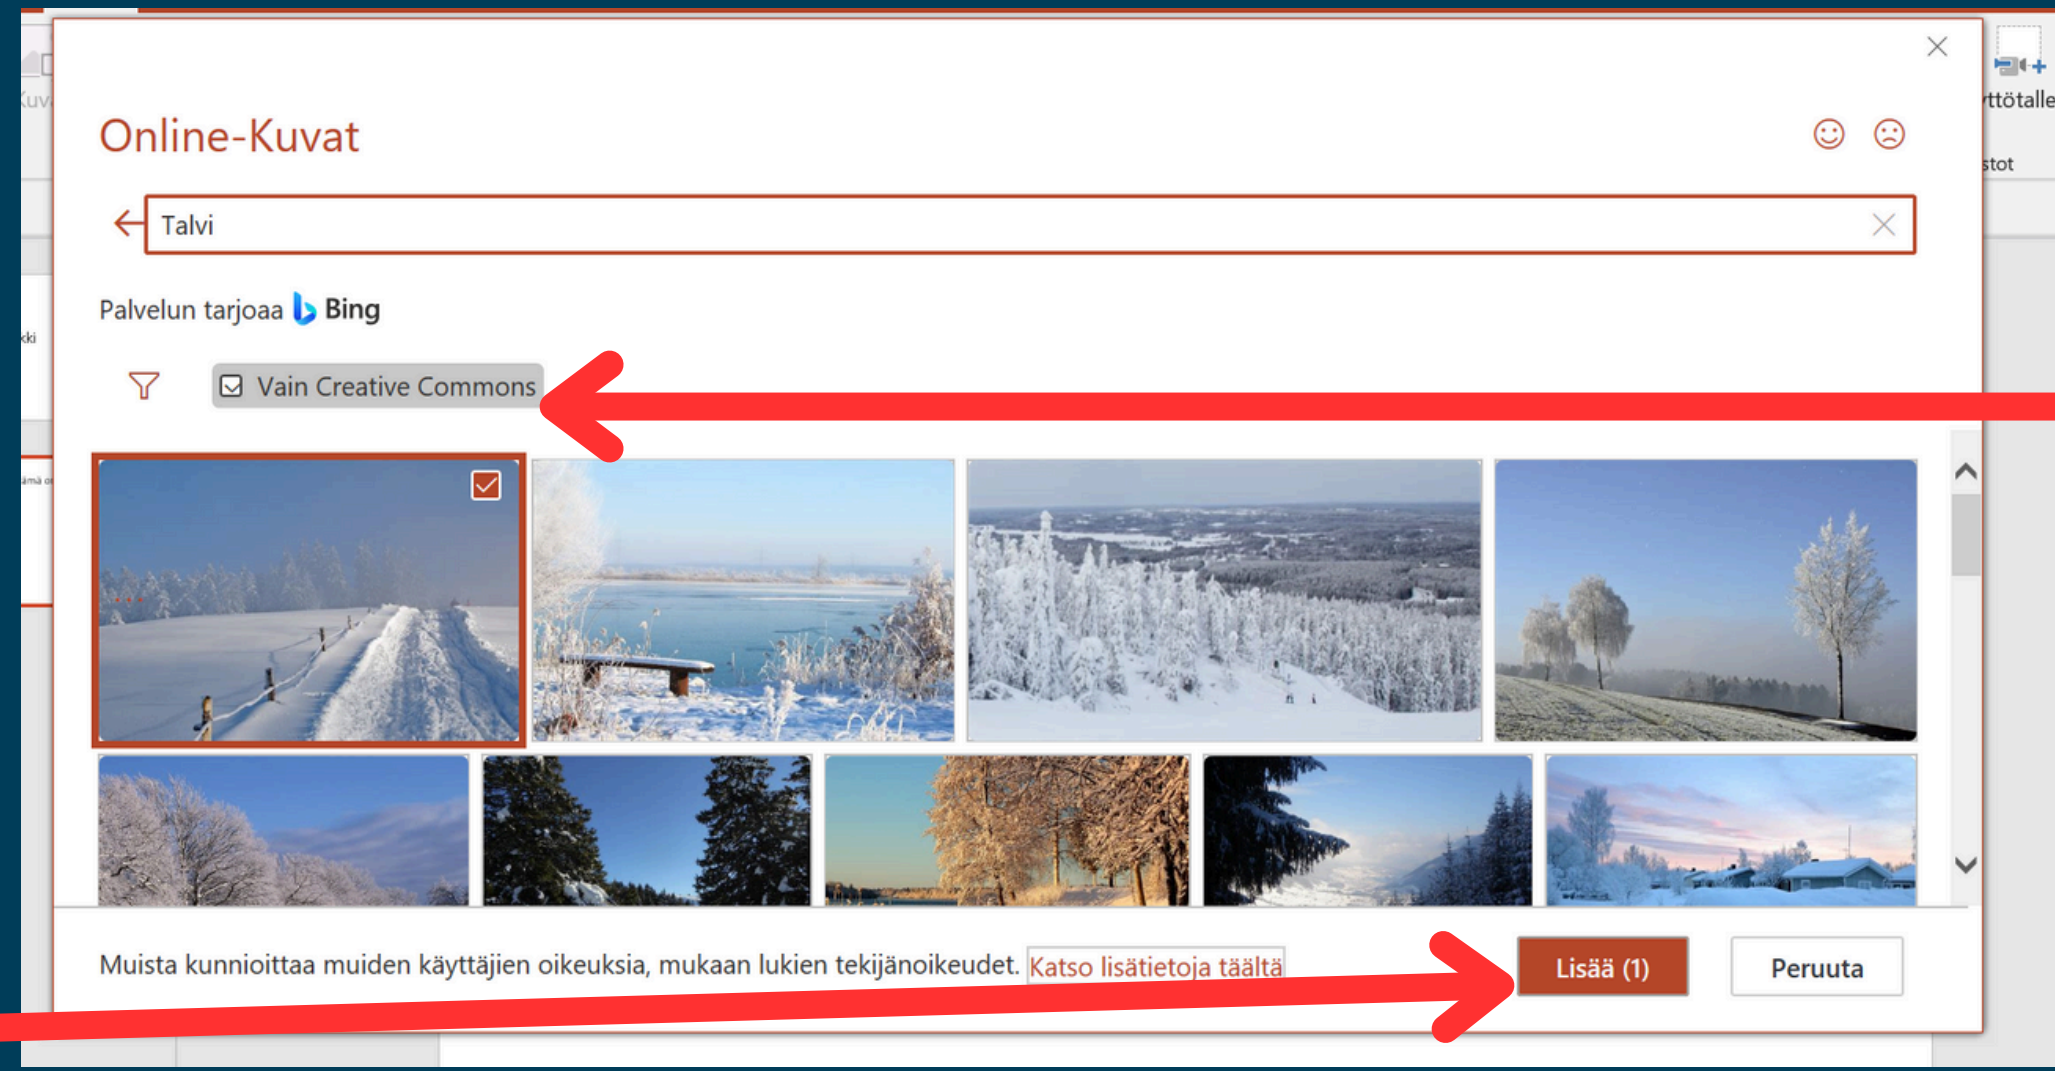 Online-Kuvat
Talvi
Palvelun tarjoaa Bing
Vain Creative Commons
Muista kunnioittaa muiden käyttäjien oikeuksia, mukaan lukien tekijänoikeudet. Katso lisätietoja täältä
Lisää (1)
Peruuta